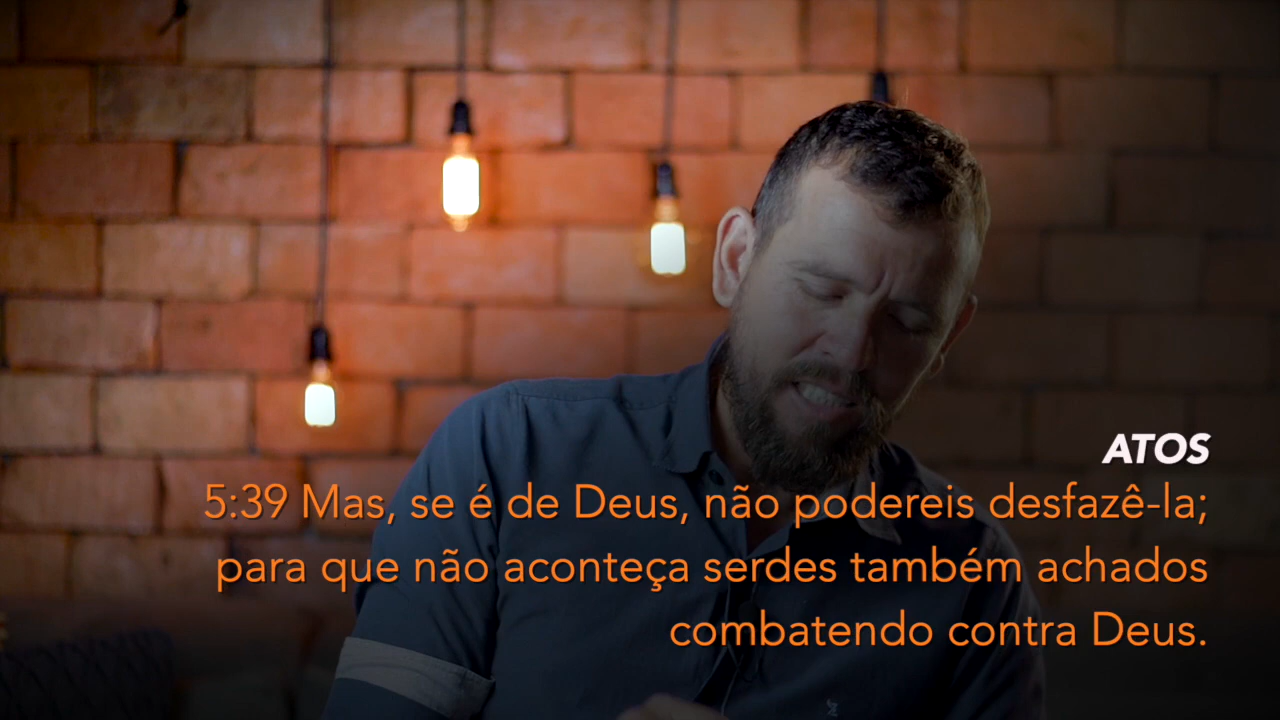 ATOS
5:39 Mas, se é de Deus, não podereis desfazê-la;
para que não aconteça serdes também achados
combatendo contra Deus.